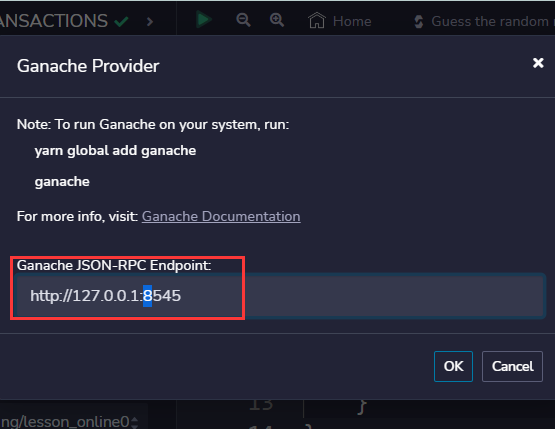 ANSACTIONS
Home
Guess the random
Ganache Provider
Note: To run Ganache on your system, run:
yarn global add ganache
ganache
For more info, visit: Ganache Documentation
Ganache JSON-RPC Endpoint:
http://127.0.0.1:8545
OK
Cancel
ng/lesson_online0
13 }